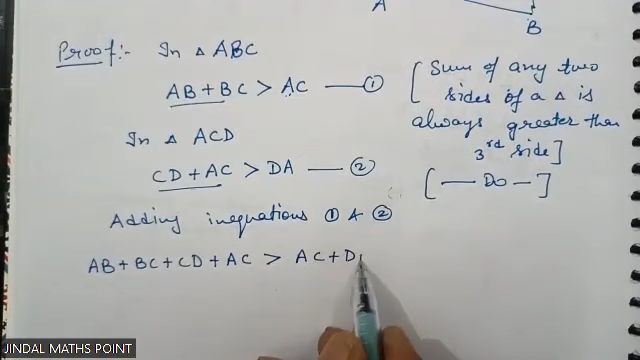 A
B
Proof:- In △ ABC
AB + BC > AC —— ① [Sum of any two
sides of a △ is
always greater than
3rd side]
In △ ACD
CD + AC > DA —— ② [— Do —]
Adding inequations ① & ②
AB + BC + CD + AC > AC + D
JINDAL MATHS POINT